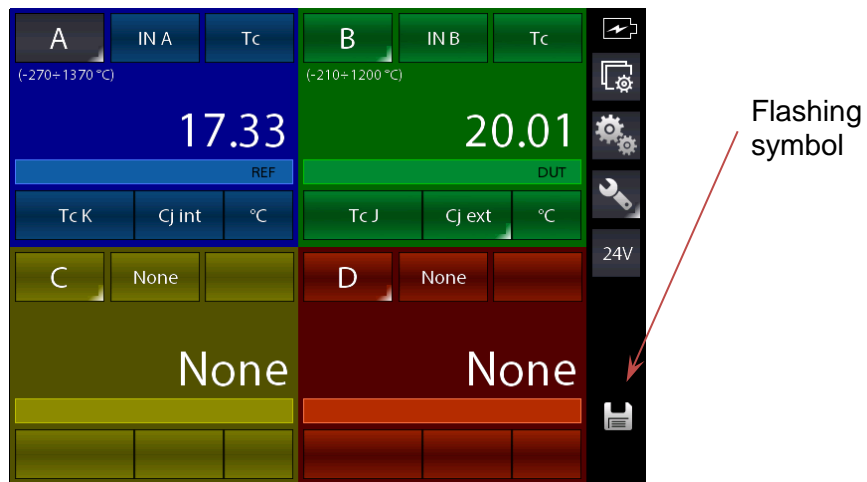 A IN A Tc
(-270÷1370 °C)
17.33
REF
Tc K Cj int °C
B IN B Tc
(-210÷1200 °C)
20.01
DUT
Tc J Cj ext °C
C None
None
D None
None
24V
Flashing
symbol